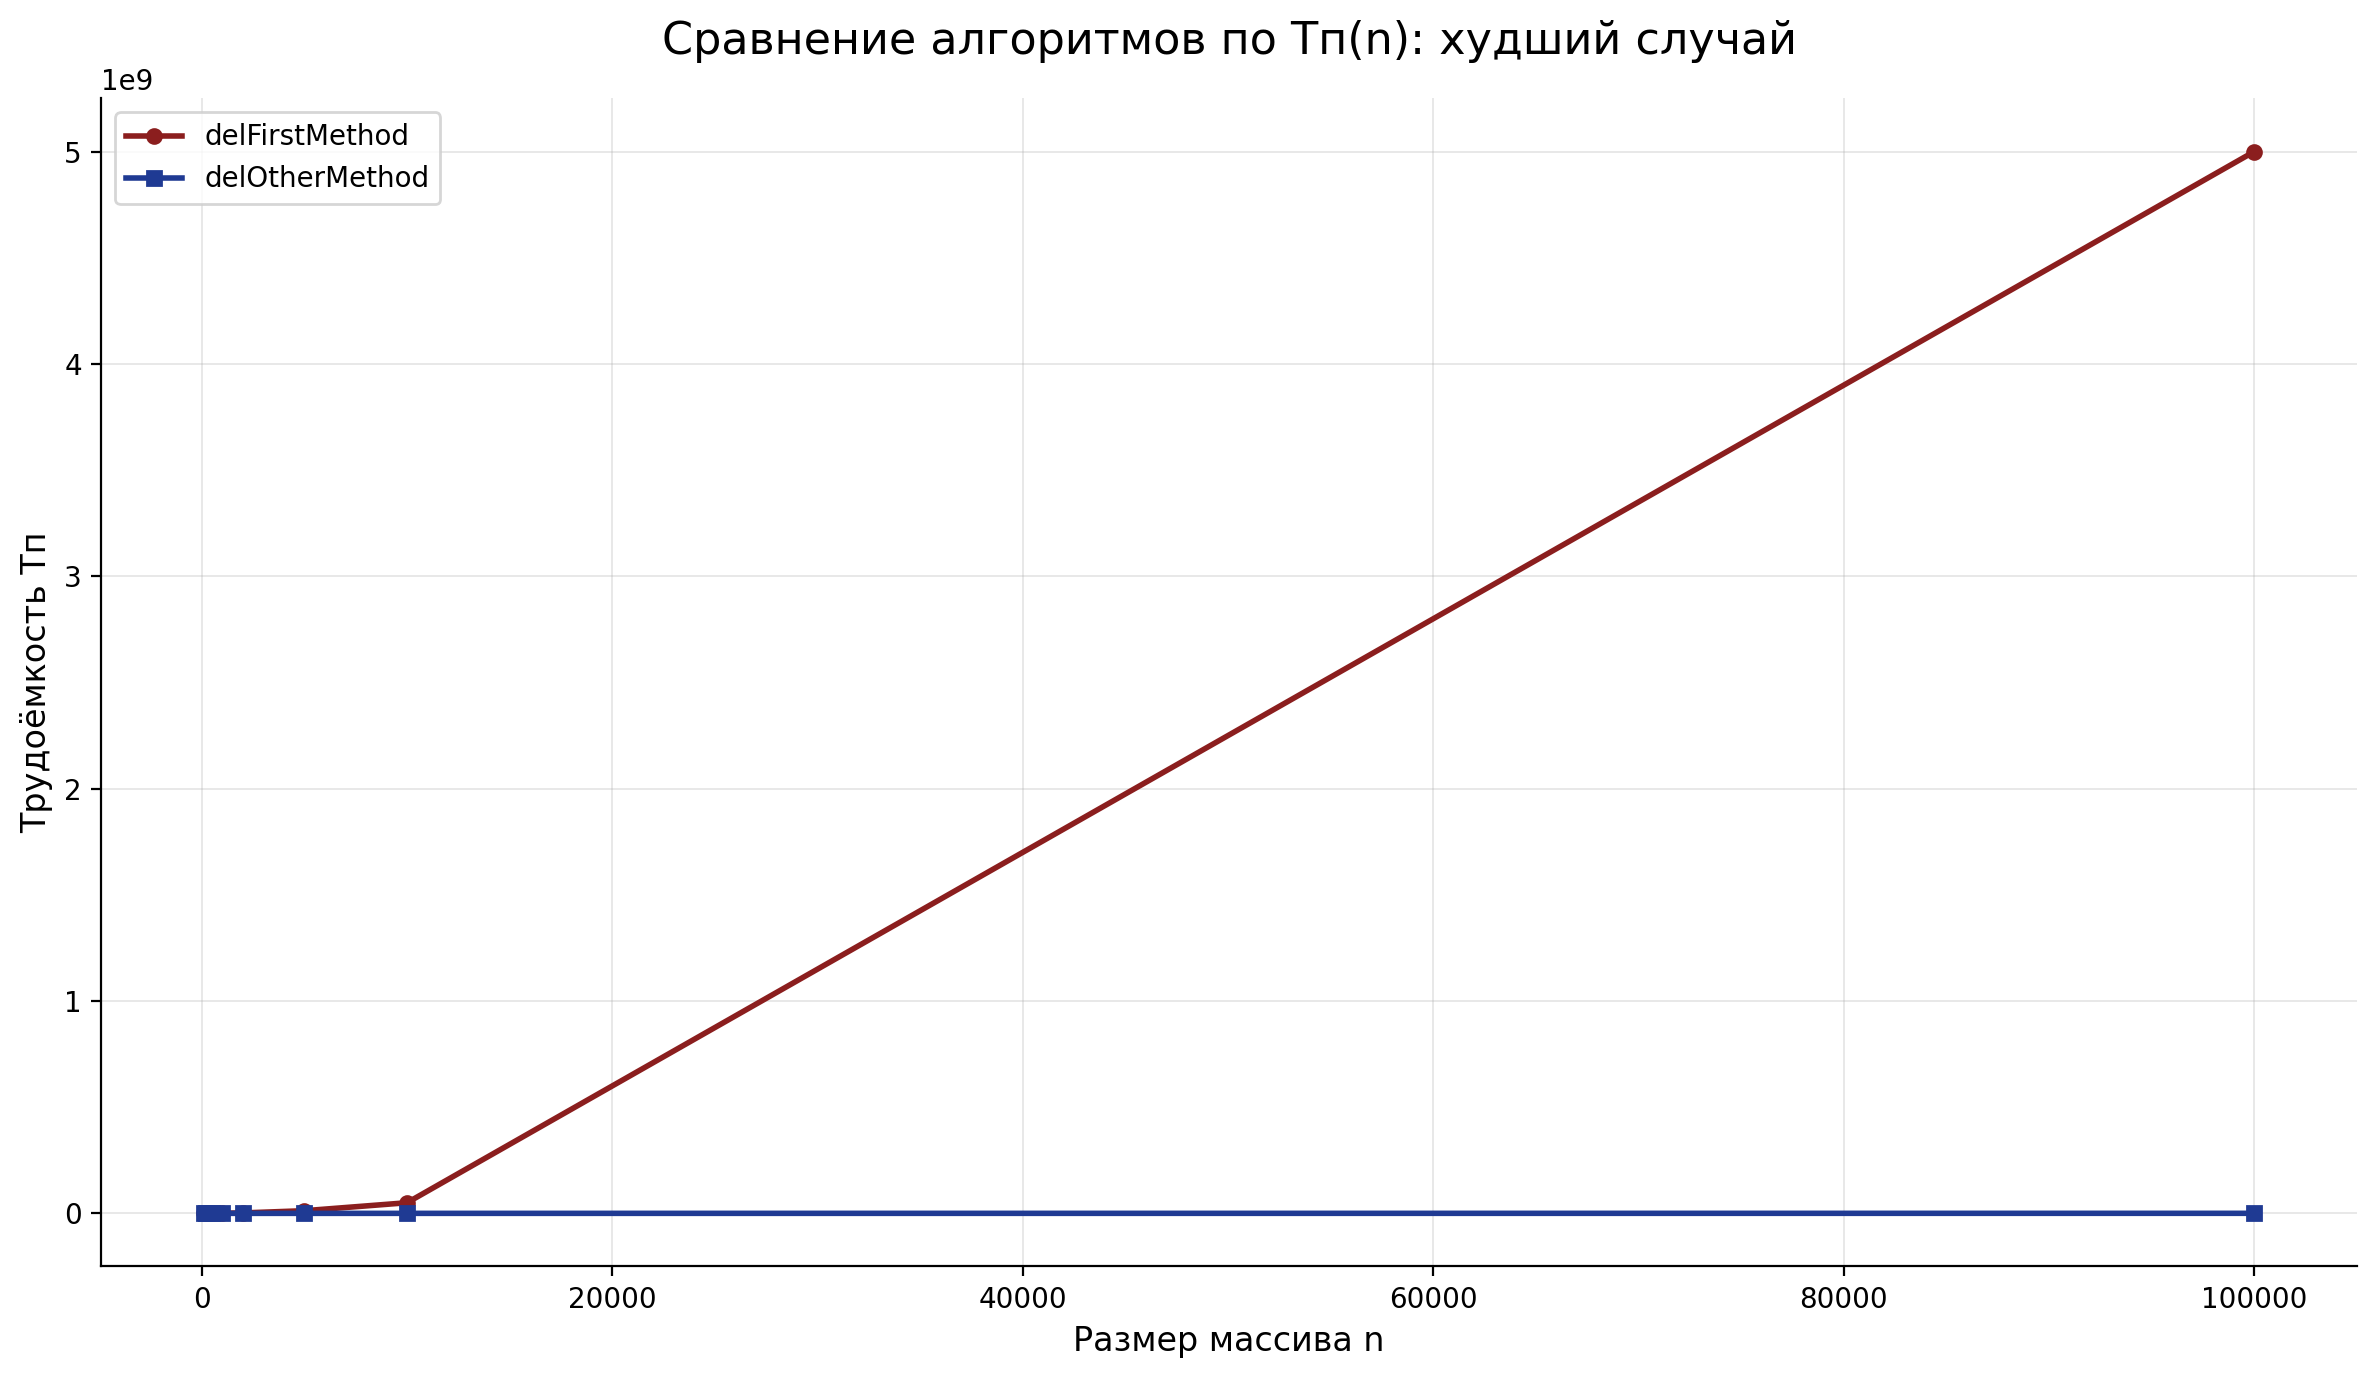 Сравнение алгоритмов по Тп(n): худший случай
1e9
delFirstMethod
delOtherMethod
5
4
3
2
1
0
Трудоёмкость Тп
0 20000 40000 60000 80000 100000
Размер массива n